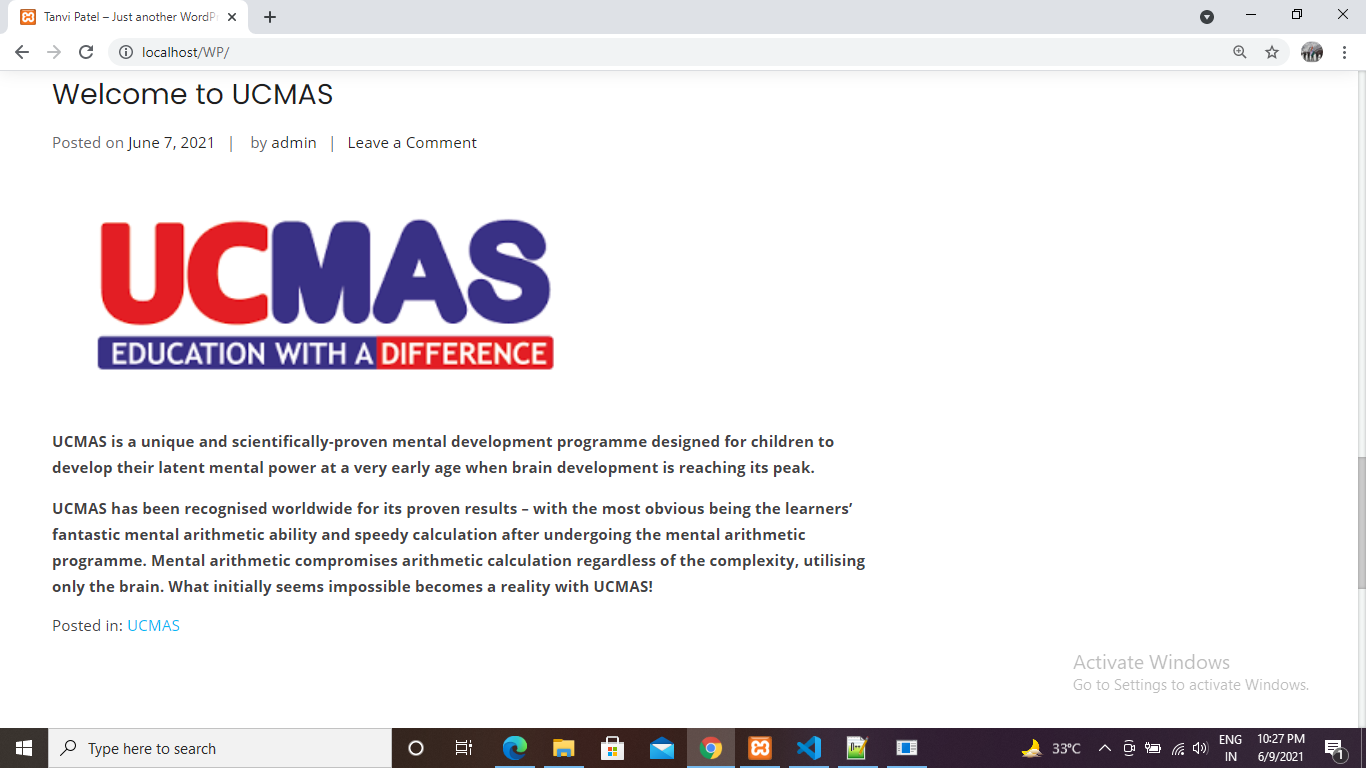 Tanvi Patel – Just another WordP
localhost/WP/
Welcome to UCMAS
Posted on June 7, 2021 | by admin | Leave a Comment
UCMAS
EDUCATION WITH A DIFFERENCE
UCMAS is a unique and scientifically-proven mental development programme designed for children to
develop their latent mental power at a very early age when brain development is reaching its peak.
UCMAS has been recognised worldwide for its proven results – with the most obvious being the learners’
fantastic mental arithmetic ability and speedy calculation after undergoing the mental arithmetic
programme. Mental arithmetic compromises arithmetic calculation regardless of the complexity, utilising
only the brain. What initially seems impossible becomes a reality with UCMAS!
Posted in: UCMAS
Activate Windows
Go to Settings to activate Windows.
Type here to search
33°C
ENG
IN
10:27 PM
6/9/2021
1